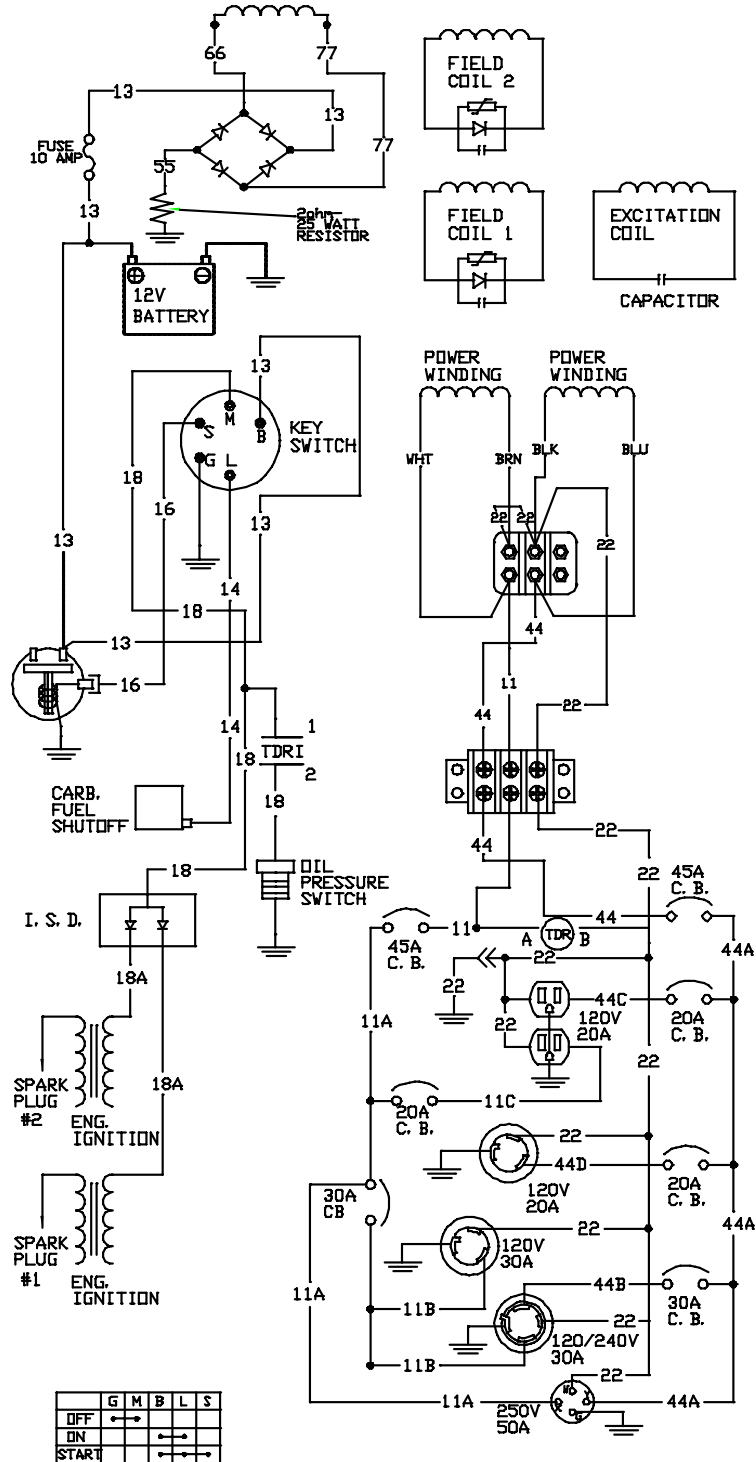 66
77
13
13
77
FUSE
10 AMP
55
13
2ohm
25 WATT
RESISTOR
12V
BATTERY
FIELD
COIL 2
FIELD
COIL 1
EXCITATION
COIL
CAPACITOR
13
M
S
B
G
L
KEY
SWITCH
18
16
13
13
14
18
13
16
14
18
1
TDR1
2
18
CARB.
FUEL
SHUTOFF
18
OIL
PRESSURE
SWITCH
I. S. D.
18A
18A
SPARK
PLUG
#2
ENG.
IGNITION
SPARK
PLUG
#1
ENG.
IGNITION
POWER
WINDING
POWER
WINDING
WHT
BRN
BLK
BLU
22
22
22
44
11
44
22
44
22
22
45A
C. B.
11
A
TDR
B
44
45A
C. B.
44A
22
22
22
44C
120V
20A
20A
C. B.
11A
22
20A
C. B.
11C
22
44D
120V
20A
20A
C. B.
30A
CB
22
120V
30A
44A
11A
44B
30A
C. B.
11B
22
120/240V
30A
11B
22
11A
W
X
Y
G
250V
50A
44A
G M B L S
OFF
ON
START